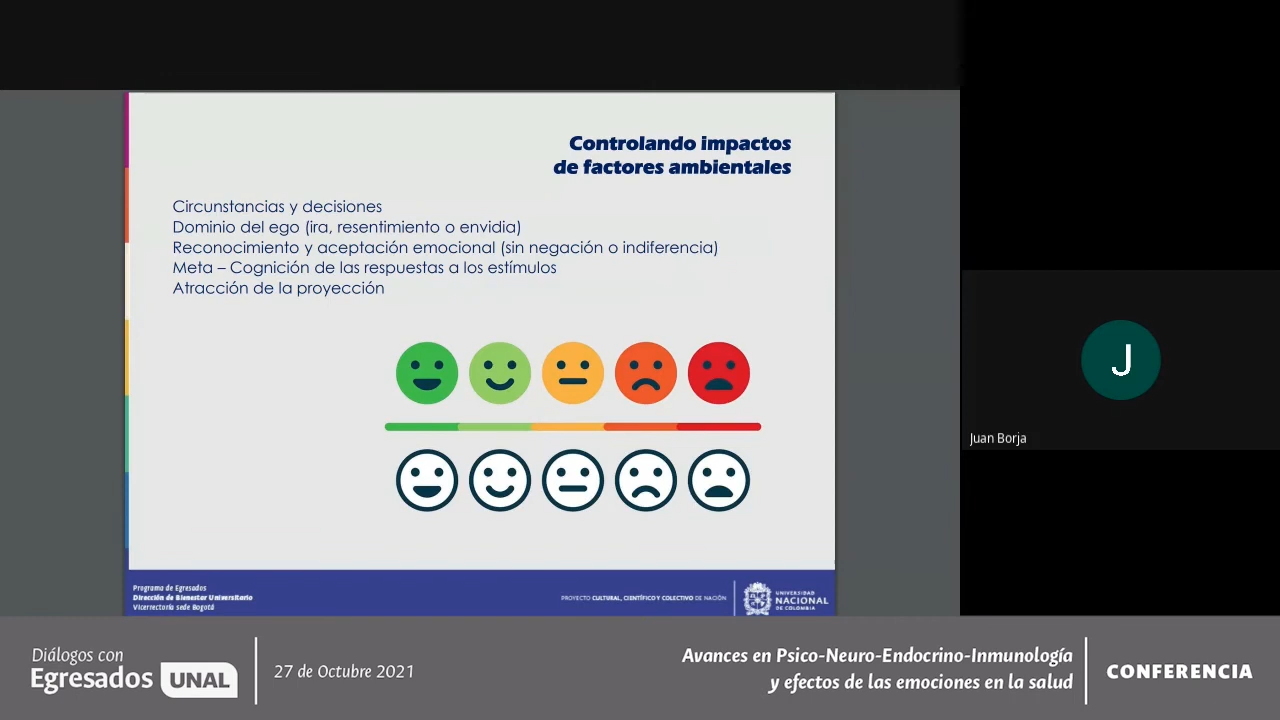 Controlando impactos
de factores ambientales
Circunstancias y decisiones
Dominio del ego (ira, resentimiento o envidia)
Reconocimiento y aceptación emocional (sin negación o indiferencia)
Meta – Cognición de las respuestas a los estímulos
Atracción de la proyección
Programa de Egresados
Dirección de Bienestar Universitario
Vicerrectoría sede Bogotá
PROYECTO CULTURAL, CIENTÍFICO Y COLECTIVO DE NACIÓN
UNIVERSIDAD
NACIONAL
DE COLOMBIA
J
Juan Borja
Diálogos con
Egresados UNAL
27 de Octubre 2021
Avances en Psico-Neuro-Endocrino-Inmunología
y efectos de las emociones en la salud
CONFERENCIA